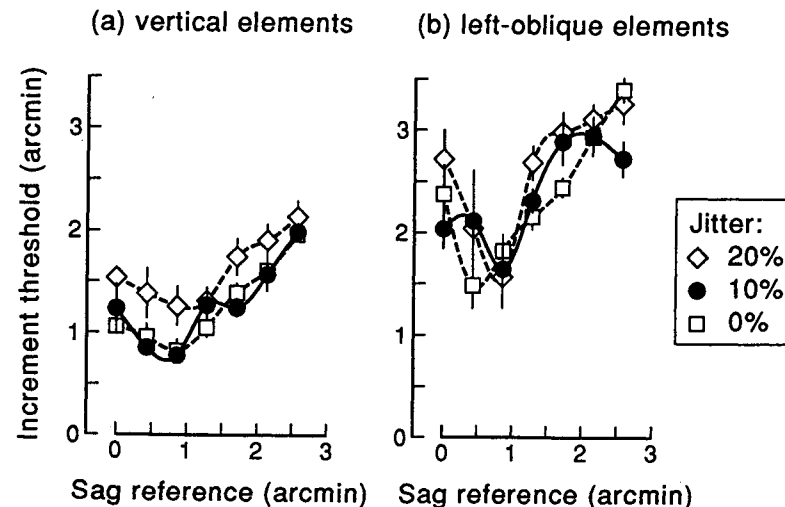 (a) vertical elements
(b) left-oblique elements
Increment threshold (arcmin)
3
2
1
0
0 1 2 3
Sag reference (arcmin)
3
2
1
0
0 1 2 3
Sag reference (arcmin)
Jitter:
20%
10%
0%